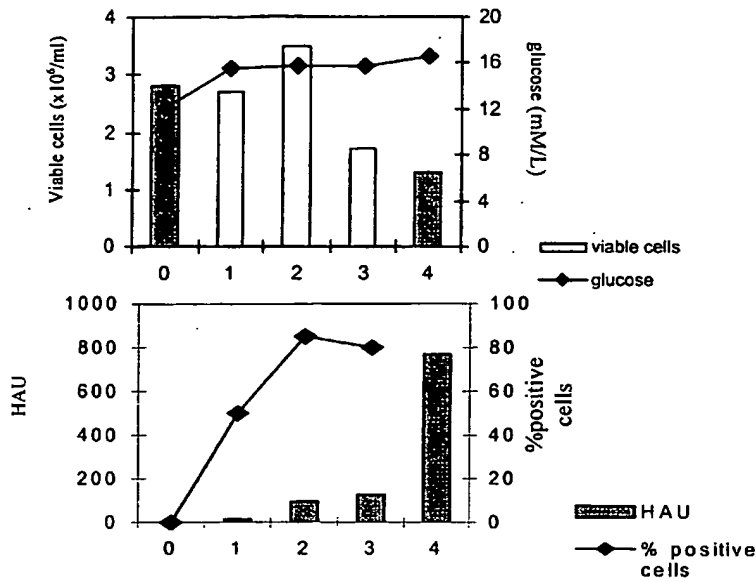 Viable cells (x10⁶/ml)
4
3
2
1
0
20
16
12
8
4
0
glucose (mM/L)
0 1 2 3 4
viable cells
glucose
HAU
1000
800
600
400
200
0
100
80
60
40
20
0
%positive
cells
0 1 2 3 4
HAU
% positive
cells